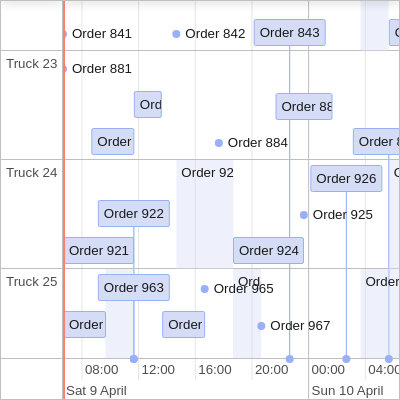 Order 841
Order 842
Order 843
Truck 23
Order 881
Ord
Order 88
Order
Order 884
Order 8
Truck 24
Order 92
Order 926
Order 922
Order 925
Order 921
Order 924
Truck 25
Order 963
Ord
Order 965
Order
Order
Order
Order 967
08:00 12:00 16:00 20:00 00:00 04:00
Sat 9 April Sun 10 April